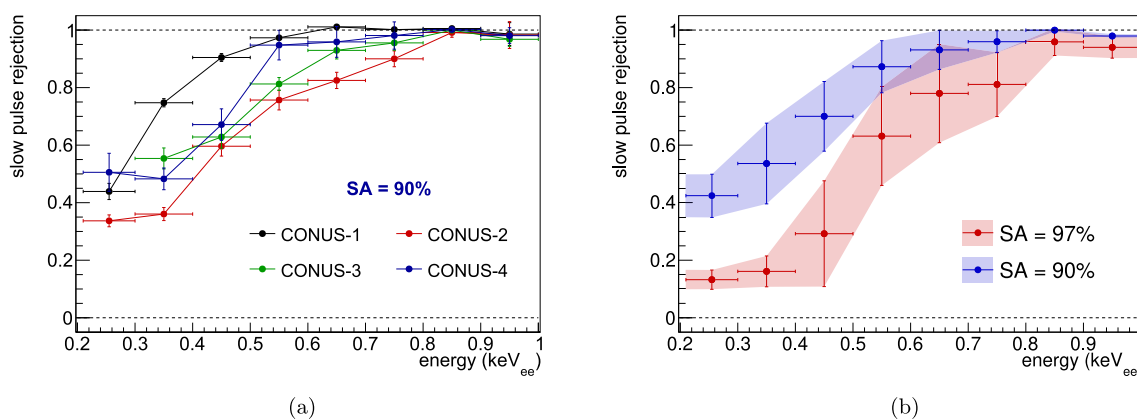 slow pulse rejection
1
0.8
0.6
0.4
0.2
0
SA = 90%
CONUS-1 CONUS-2
CONUS-3 CONUS-4
0.2 0.3 0.4 0.5 0.6 0.7 0.8 0.9 1
energy (keVee)
(a)
slow pulse rejection
1
0.8
0.6
0.4
0.2
0
SA = 97%
SA = 90%
0.2 0.3 0.4 0.5 0.6 0.7 0.8 0.9
energy (keVee)
(b)